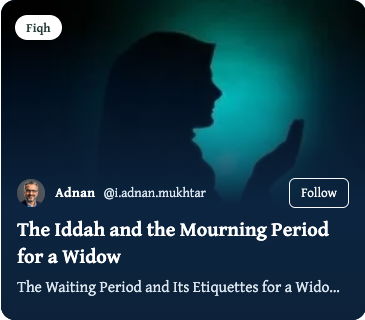 Fiqh
Adnan @i.adnan.mukhtar
Follow
The Iddah and the Mourning Period
for a Widow
The Waiting Period and Its Etiquettes for a Wido...